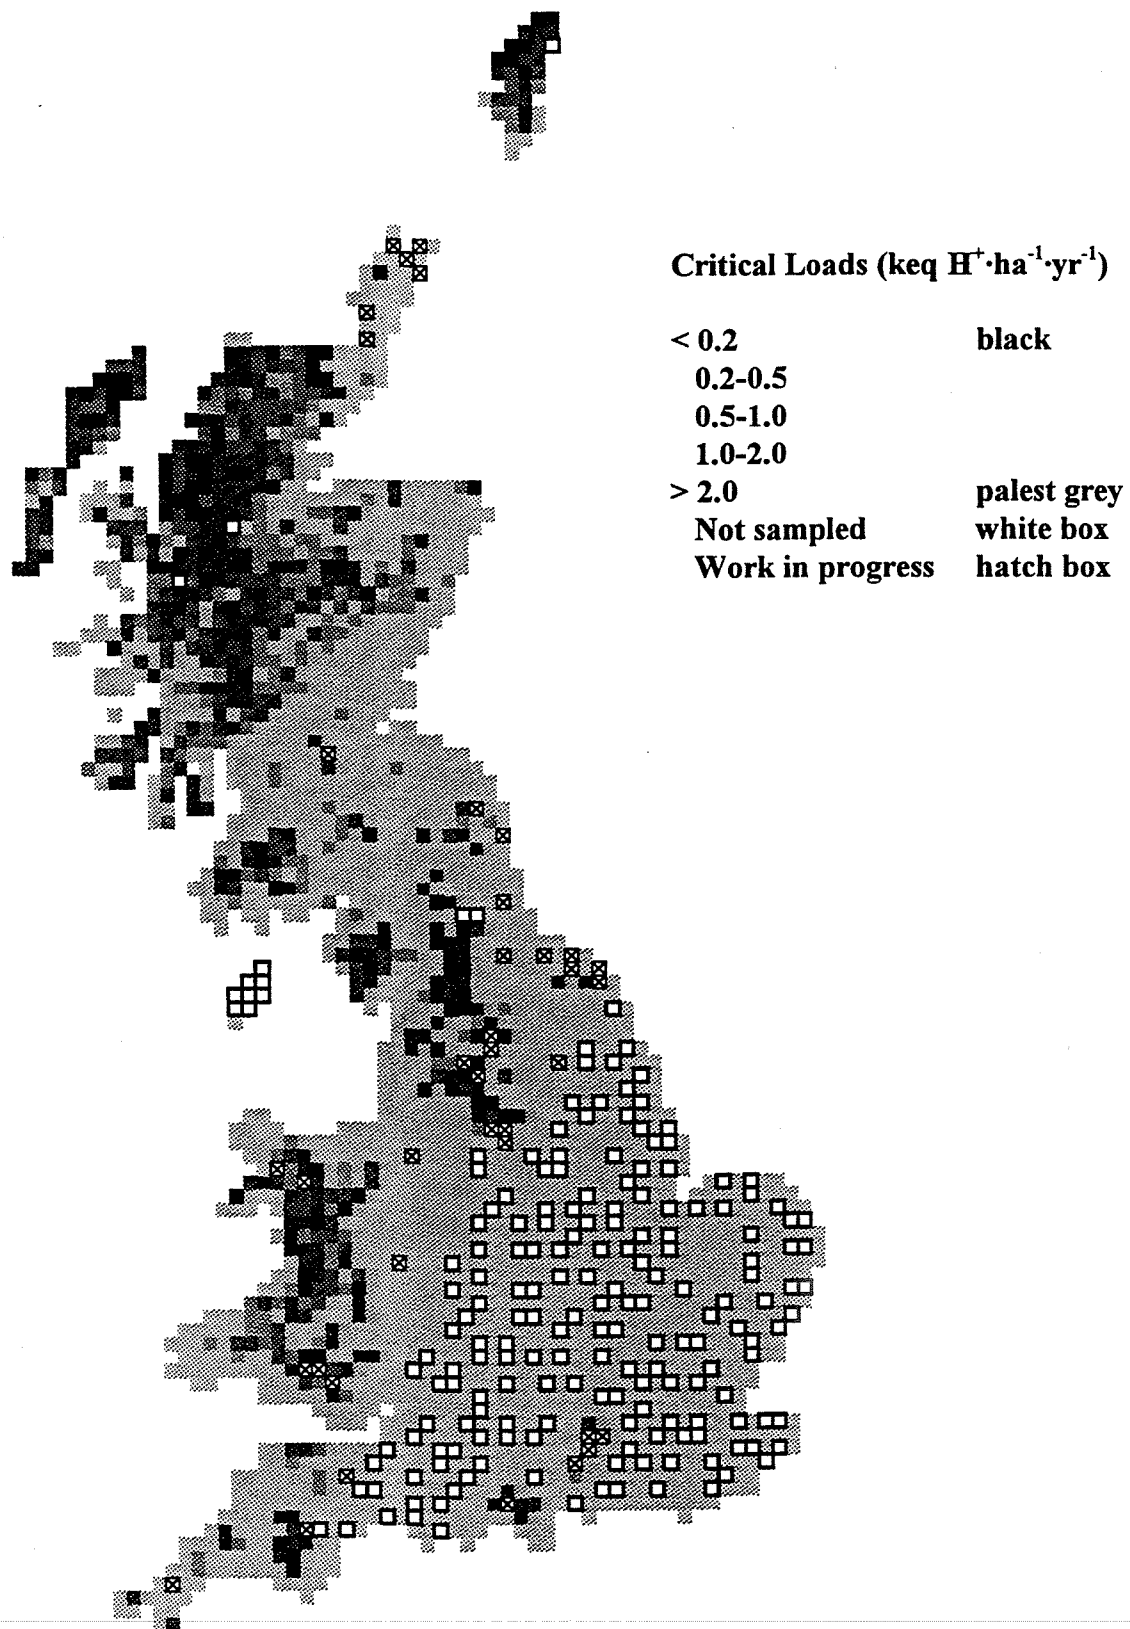 Critical Loads (keq H⁺·ha⁻¹·yr⁻¹)
< 0.2 black
0.2-0.5
0.5-1.0
1.0-2.0
> 2.0 palest grey
Not sampled white box
Work in progress hatch box